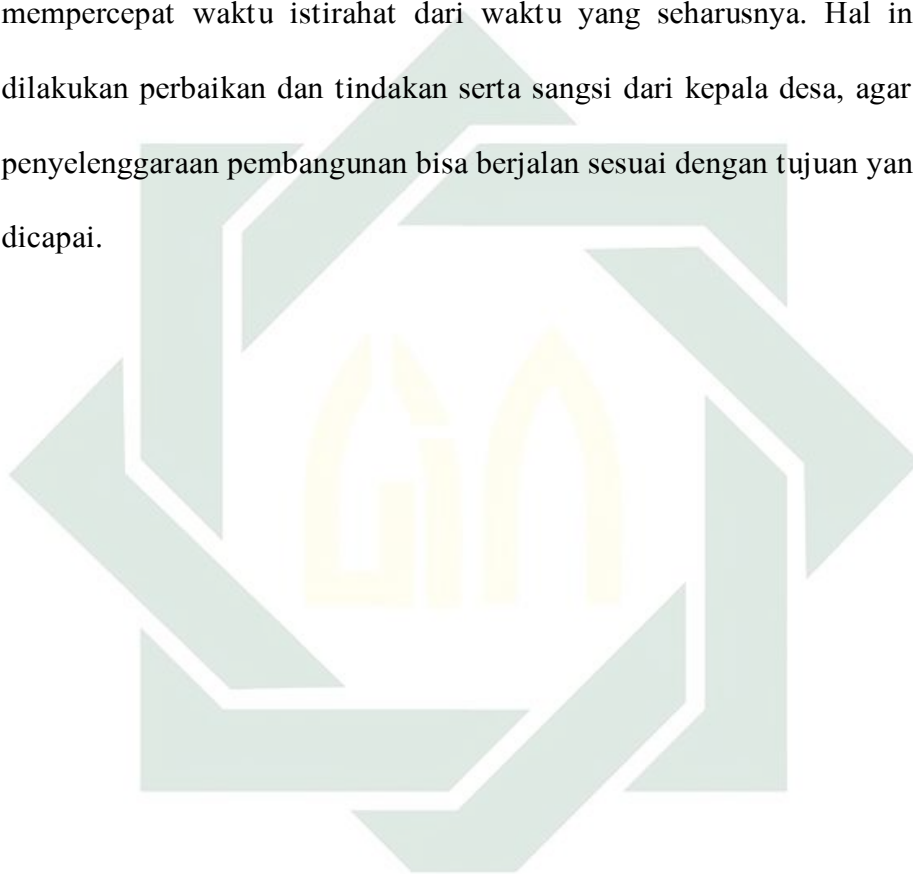 mempercepat waktu istirahat dari waktu yang seharusnya. Hal in
dilakukan perbaikan dan tindakan serta sangsi dari kepala desa, agar
penyelenggaraan pembangunan bisa berjalan sesuai dengan tujuan yan
dicapai.